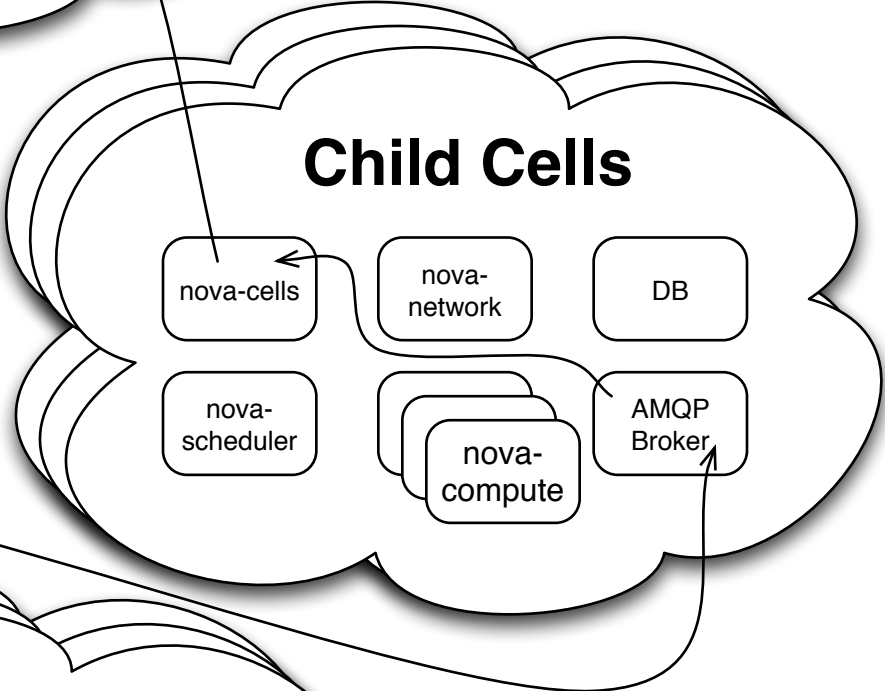 Child Cells
nova-cells
nova-
network
DB
nova-
scheduler
nova-
compute
AMQP
Broker